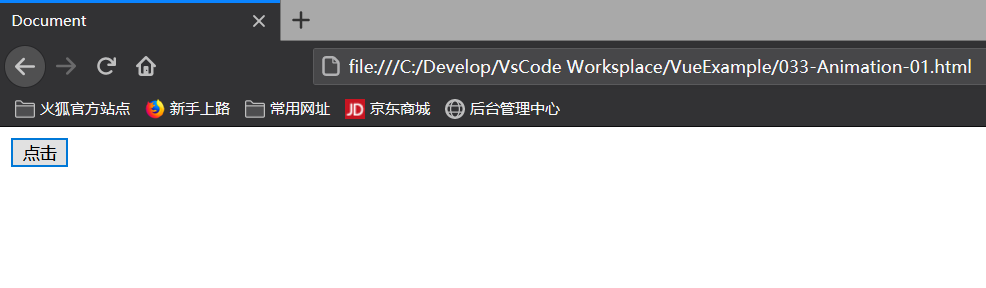 Document
file:///C:/Develop/VsCode Worksplace/VueExample/033-Animation-01.html
火狐官方站点 新手上路 常用网址 JD 京东商城 后台管理中心
点击